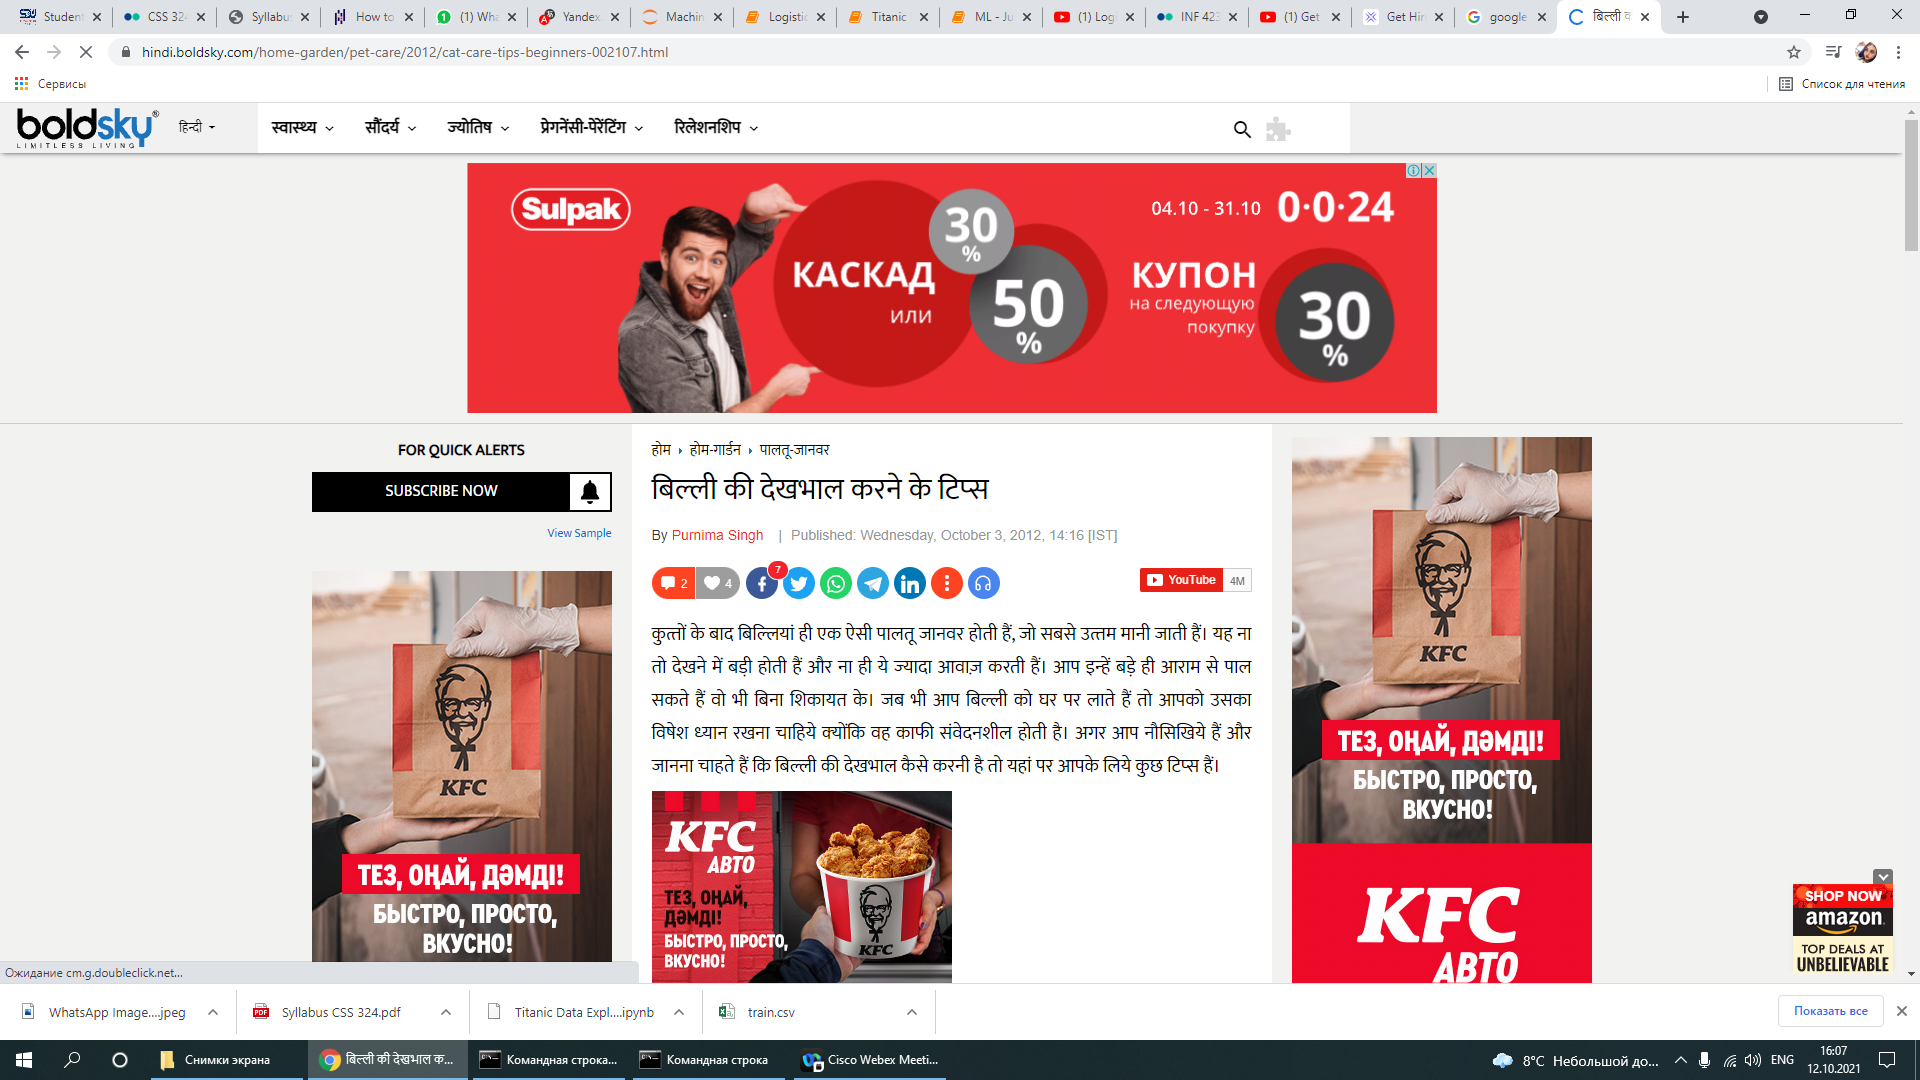 Student
CSS 324
Syllabus
How to
(1) Wha
Yandex
Machin
Logistic
Titanic
ML - Ju
(1) Log
INF 423
(1) Get
Get Hir
google
बिल्ली क
hindi.boldsky.com/home-garden/pet-care/2012/cat-care-tips-beginners-002107.html
Сервисы
Список для чтения
boldsky®
LIMITLESS LIVING
हिन्दी
स्वास्थ्य
सौंदर्य
ज्योतिष
प्रेगनेंसी-पेरेंटिंग
रिलेशनशिप
Sulpak
КАСКАД
или
30%
50%
04.10 - 31.10
0·0·24
КУПОН
на следующую
покупку
30%
FOR QUICK ALERTS
SUBSCRIBE NOW
View Sample
KFC
ТЕЗ, ОҢАЙ, ДӘМДІ!
БЫСТРО, ПРОСТО,
ВКУСНО!
होम
होम-गार्डन
पालतू-जानवर
बिल्ली की देखभाल करने के टिप्स
By Purnima Singh | Published: Wednesday, October 3, 2012, 14:16 [IST]
2
4
7
YouTube 4M
कुत्तों के बाद बिल्लियां ही एक ऐसी पालतू जानवर होती हैं, जो सबसे उत्तम मानी जाती हैं। यह ना
तो देखने में बड़ी होती हैं और ना ही ये ज्यादा आवाज़ करती हैं। आप इन्हें बड़े ही आराम से पाल
सकते हैं वो भी बिना शिकायत के। जब भी आप बिल्ली को घर पर लाते हैं तो आपको उसका
विषेश ध्यान रखना चाहिये क्योंकि वह काफी संवेदनशील होती है। अगर आप नौसिखिये हैं और
जानना चाहते हैं कि बिल्ली की देखभाल कैसे करनी है तो यहां पर आपके लिये कुछ टिप्स हैं।
KFC
АВТО
ТЕЗ, ОҢАЙ,
ДӘМДІ!
БЫСТРО, ПРОСТО,
ВКУСНО!
KFC
KFC
ТЕЗ, ОҢАЙ, ДӘМДІ!
БЫСТРО, ПРОСТО,
ВКУСНО!
KFC
АВТО
SHOP NOW
amazon
TOP DEALS AT
UNBELIEVABLE
Ожидание cm.g.doubleclick.net...
WhatsApp Image....jpeg
Syllabus CSS 324.pdf
Titanic Data Expl....ipynb
train.csv
Показать все
Снимки экрана
बिल्ली की देखभाल क...
Командная строка...
Командная строка
Cisco Webex Meeti...
8°C Небольшой до...
ENG
16:07
12.10.2021